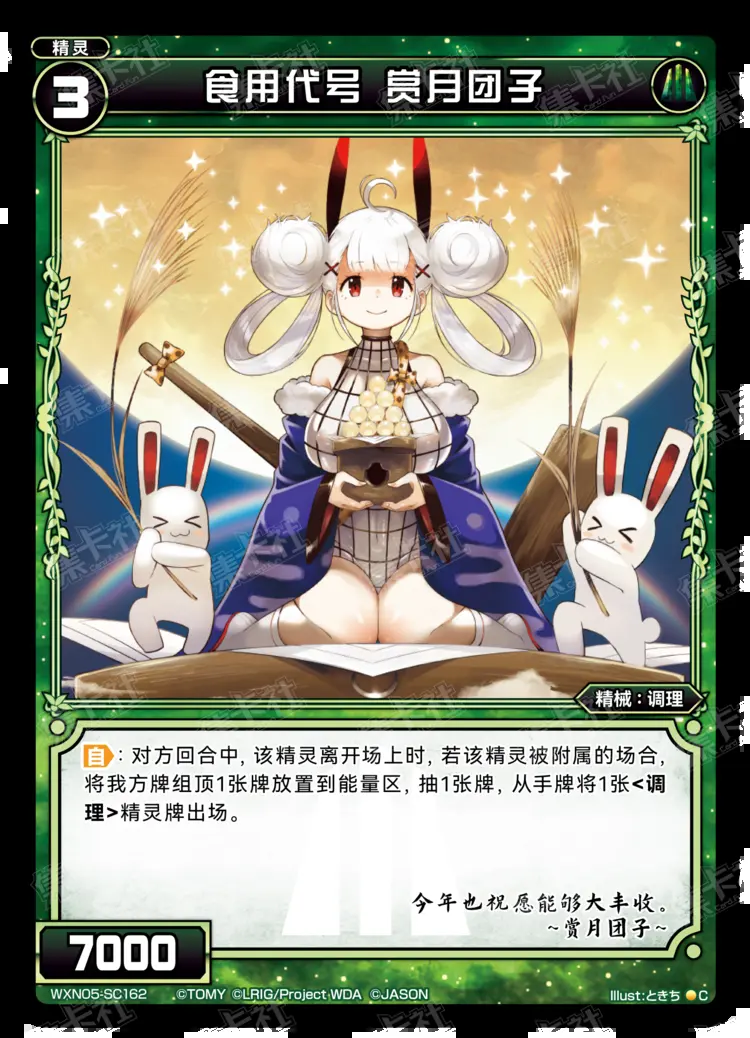 精灵
3
食用代号 赏月团子
精械：调理
自：对方回合中，该精灵离开场上时，若该精灵被附属的场合，
将我方牌组顶1张牌放置到能量区，抽1张牌，从手牌将1张<调
理>精灵牌出场。
今年也祝愿能够大丰收。
~赏月团子~
7000
WXN05-SC162 ©TOMY ©LRIG/Project WDA ©JASON
Illust:ときち C
集卡社